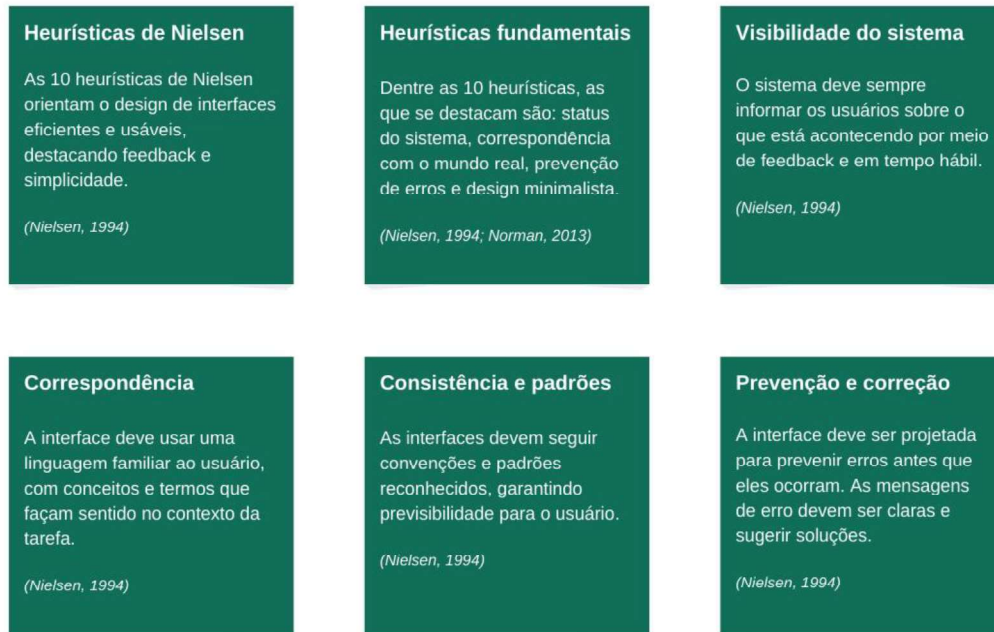 Heurísticas de Nielsen
As 10 heurísticas de Nielsen
orientam o design de interfaces
eficientes e usáveis,
destacando feedback e
simplicidade.
(Nielsen, 1994)
Heurísticas fundamentais
Dentre as 10 heurísticas, as
que se destacam são: status
do sistema, correspondência
com o mundo real, prevenção
de erros e design minimalista.
(Nielsen, 1994; Norman, 2013)
Visibilidade do sistema
O sistema deve sempre
informar os usuários sobre o
que está acontecendo por meio
de feedback e em tempo hábil.
(Nielsen, 1994)
Correspondência
A interface deve usar uma
linguagem familiar ao usuário,
com conceitos e termos que
façam sentido no contexto da
tarefa.
(Nielsen, 1994)
Consistência e padrões
As interfaces devem seguir
convenções e padrões
reconhecidos, garantindo
previsibilidade para o usuário.
(Nielsen, 1994)
Prevenção e correção
A interface deve ser projetada
para prevenir erros antes que
eles ocorram. As mensagens
de erro devem ser claras e
sugerir soluções.
(Nielsen, 1994)